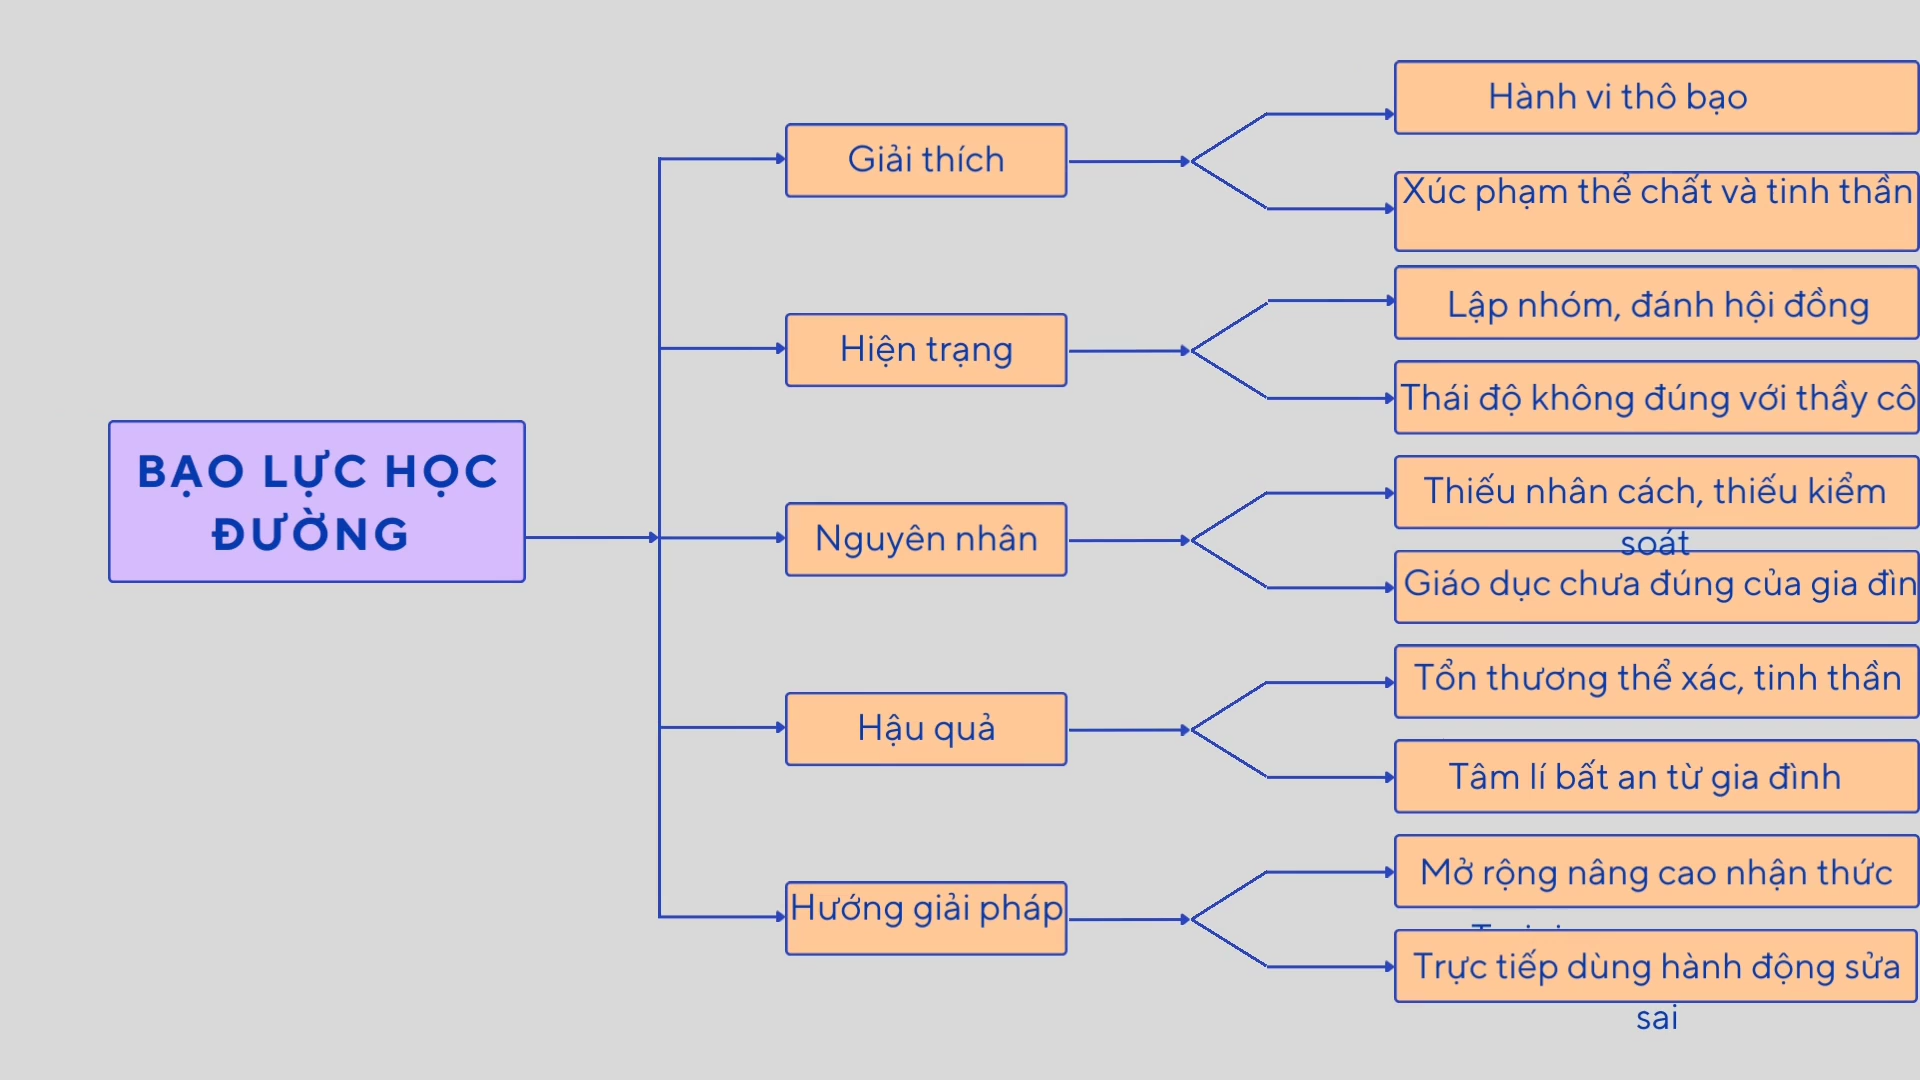 BẠO LỰC HỌC
ĐƯỜNG
Giải thích
Hành vi thô bạo
Xúc phạm thể chất và tinh thần
Hiện trạng
Lập nhóm, đánh hội đồng
Thái độ không đúng với thầy cô
Nguyên nhân
Thiếu nhân cách, thiếu kiểm
soát
Giáo dục chưa đúng của gia đìn
Hậu quả
Tổn thương thể xác, tinh thần
Tâm lí bất an từ gia đình
Hướng giải pháp
Mở rộng nâng cao nhận thức
Trực tiếp dùng hành động sửa
sai